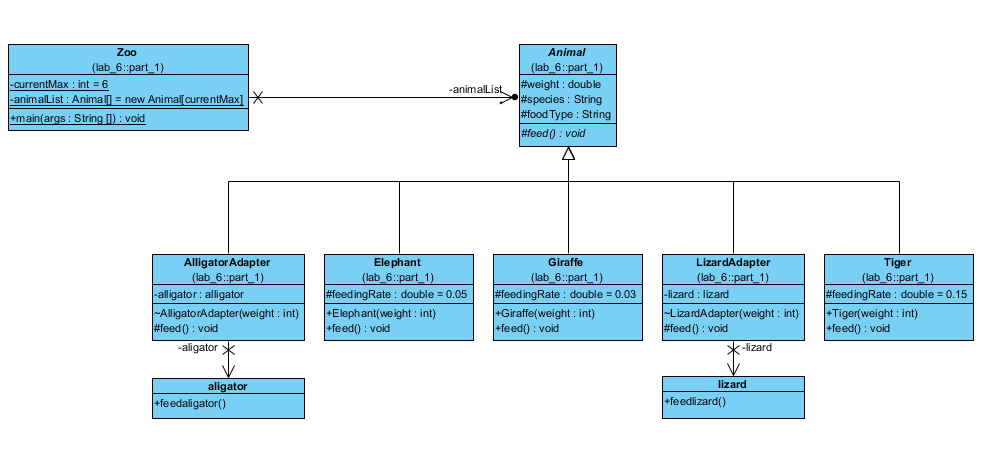 Zoo
(lab_6::part_1)
-currentMax : int = 6
-animalList : Animal[] = new Animal[currentMax]
+main(args : String []) : void
-animalList
Animal
(lab_6::part_1)
#weight : double
#species : String
#foodType : String
#feed() : void
AlligatorAdapter
(lab_6::part_1)
-alligator : alligator
~AlligatorAdapter(weight : int)
#feed() : void
Elephant
(lab_6::part_1)
#feedingRate : double = 0.05
+Elephant(weight : int)
+feed() : void
Giraffe
(lab_6::part_1)
#feedingRate : double = 0.03
+Giraffe(weight : int)
+feed() : void
LizardAdapter
(lab_6::part_1)
-lizard : lizard
~LizardAdapter(weight : int)
#feed() : void
Tiger
(lab_6::part_1)
#feedingRate : double = 0.15
+Tiger(weight : int)
+feed() : void
-aligator
aligator
+feedaligator()
-lizard
lizard
+feedlizard()